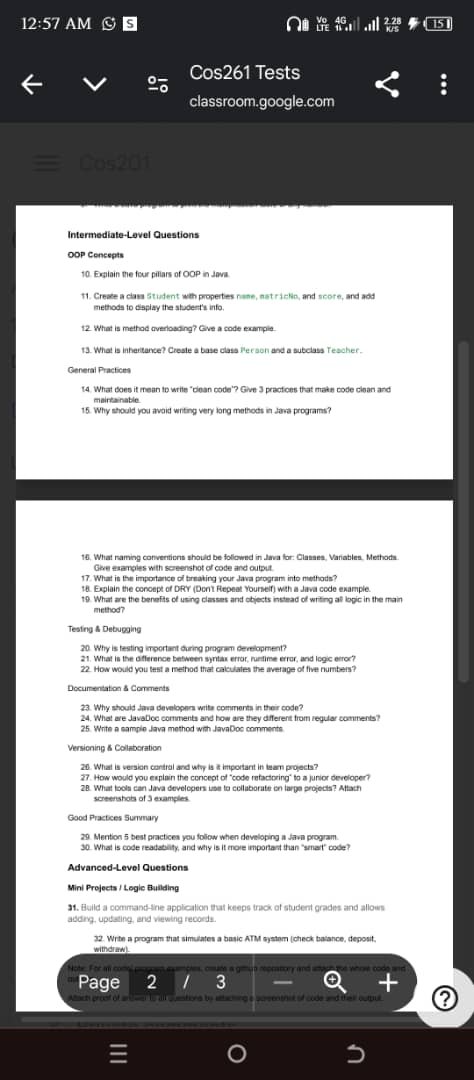 12:57 AM S
Vo LTE 4G 2.28 K/S 15
Cos261 Tests
classroom.google.com
Cos201
Intermediate-Level Questions
OOP Concepts
10. Explain the four pillars of OOP in Java.
11. Create a class Student with properties name, matricNo, and score, and add
methods to display the student's info.
12. What is method overloading? Give a code example.
13. What is inheritance? Create a base class Person and a subclass Teacher.
General Practices
14. What does it mean to write "clean code"? Give 3 practices that make code clean and
maintainable.
15. Why should you avoid writing very long methods in Java programs?
16. What naming conventions should be followed in Java for: Classes, Variables, Methods.
Give examples with screenshot of code and output.
17. What is the importance of breaking your Java program into methods?
18. Explain the concept of DRY (Don't Repeat Yourself) with a Java code example.
19. What are the benefits of using classes and objects instead of writing all logic in the main
method?
Testing & Debugging
20. Why is testing important during program development?
21. What is the difference between syntax error, runtime error, and logic error?
22. How would you test a method that calculates the average of five numbers?
Documentation & Comments
23. Why should Java developers write comments in their code?
24. What are JavaDoc comments and how are they different from regular comments?
25. Write a sample Java method with JavaDoc comments.
Versioning & Collaboration
26. What is version control and why is it important in team projects?
27. How would you explain the concept of "code refactoring" to a junior developer?
28. What tools can Java developers use to collaborate on large projects? Attach
screenshots of 3 examples.
Good Practices Summary
29. Mention 5 best practices you follow when developing a Java program.
30. What is code readability, and why is it more important than "smart" code?
Advanced-Level Questions
Mini Projects / Logic Building
31. Build a command-line application that keeps track of student grades and allows
adding, updating, and viewing records.
32. Write a program that simulates a basic ATM system (check balance, deposit,
withdraw).
Note: For all code/program examples, create a github repository and attach the whole code and
Page 2 / 3
Attach proof of answer to all questions by attaching a screenshot of code and their output.